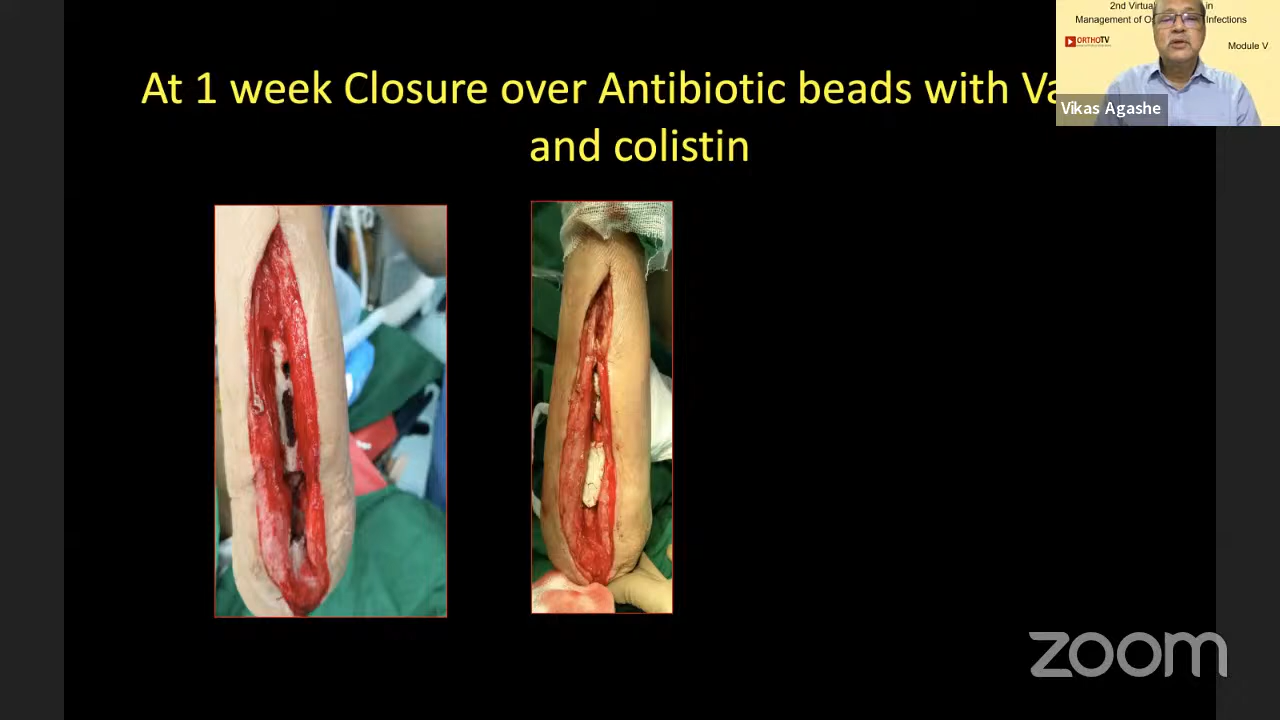 2nd Virtual in
Management of Infections
ORTHOTV
Module V
Vikas Agashe
At 1 week Closure over Antibiotic beads with
and colistin
zoom